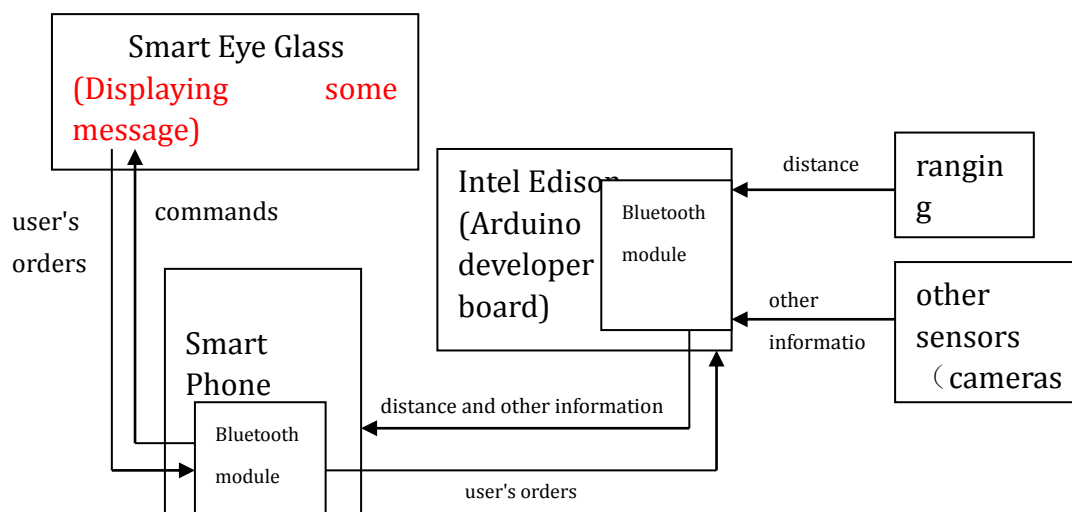 Smart Eye Glass
(Displaying some
message)
user's
orders
commands
Smart
Phone
Bluetooth
module
Intel Edison
(Arduino
developer
board)
Bluetooth
module
distance
rangin
g
other
informatio
other
sensors
（cameras
distance and other information
user's orders